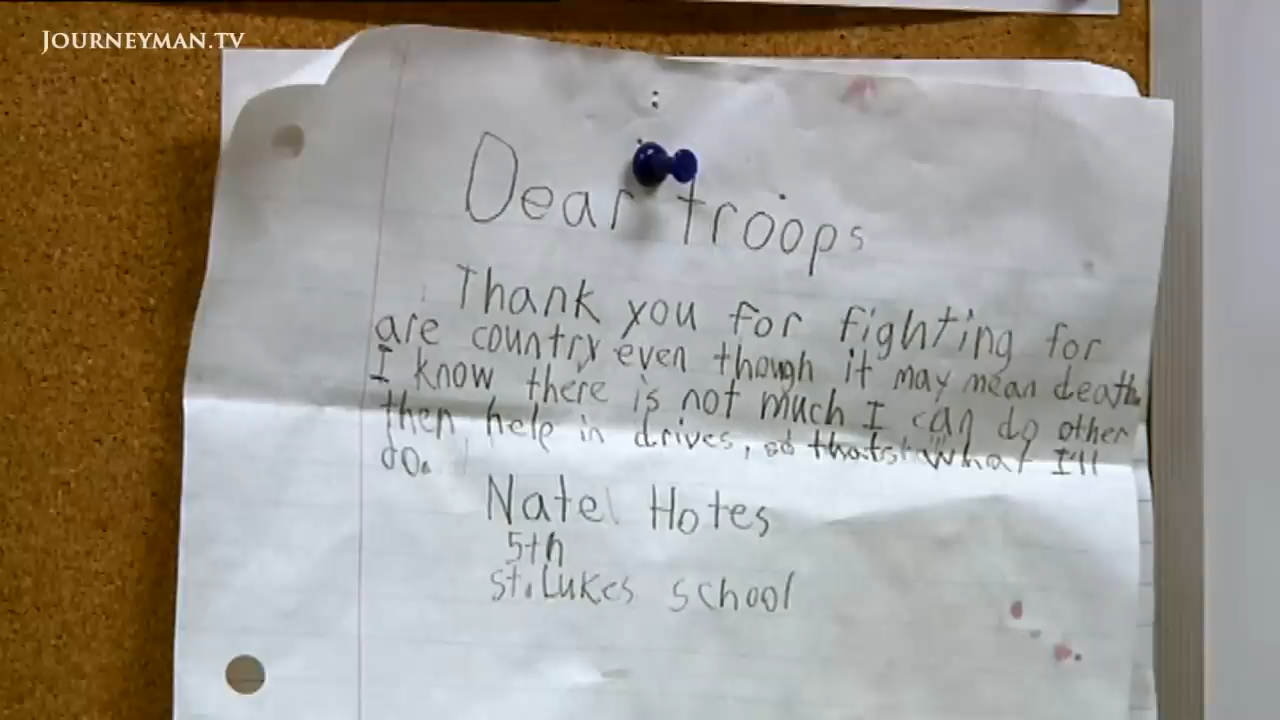 JOURNEYMAN.TV
Dear troops
Thank you for fighting for
are country even though it may mean death.
I know there is not much I can do other
then help in drives, so thats what I'll
do.
Nate Hotes
5th
st. Lukes school